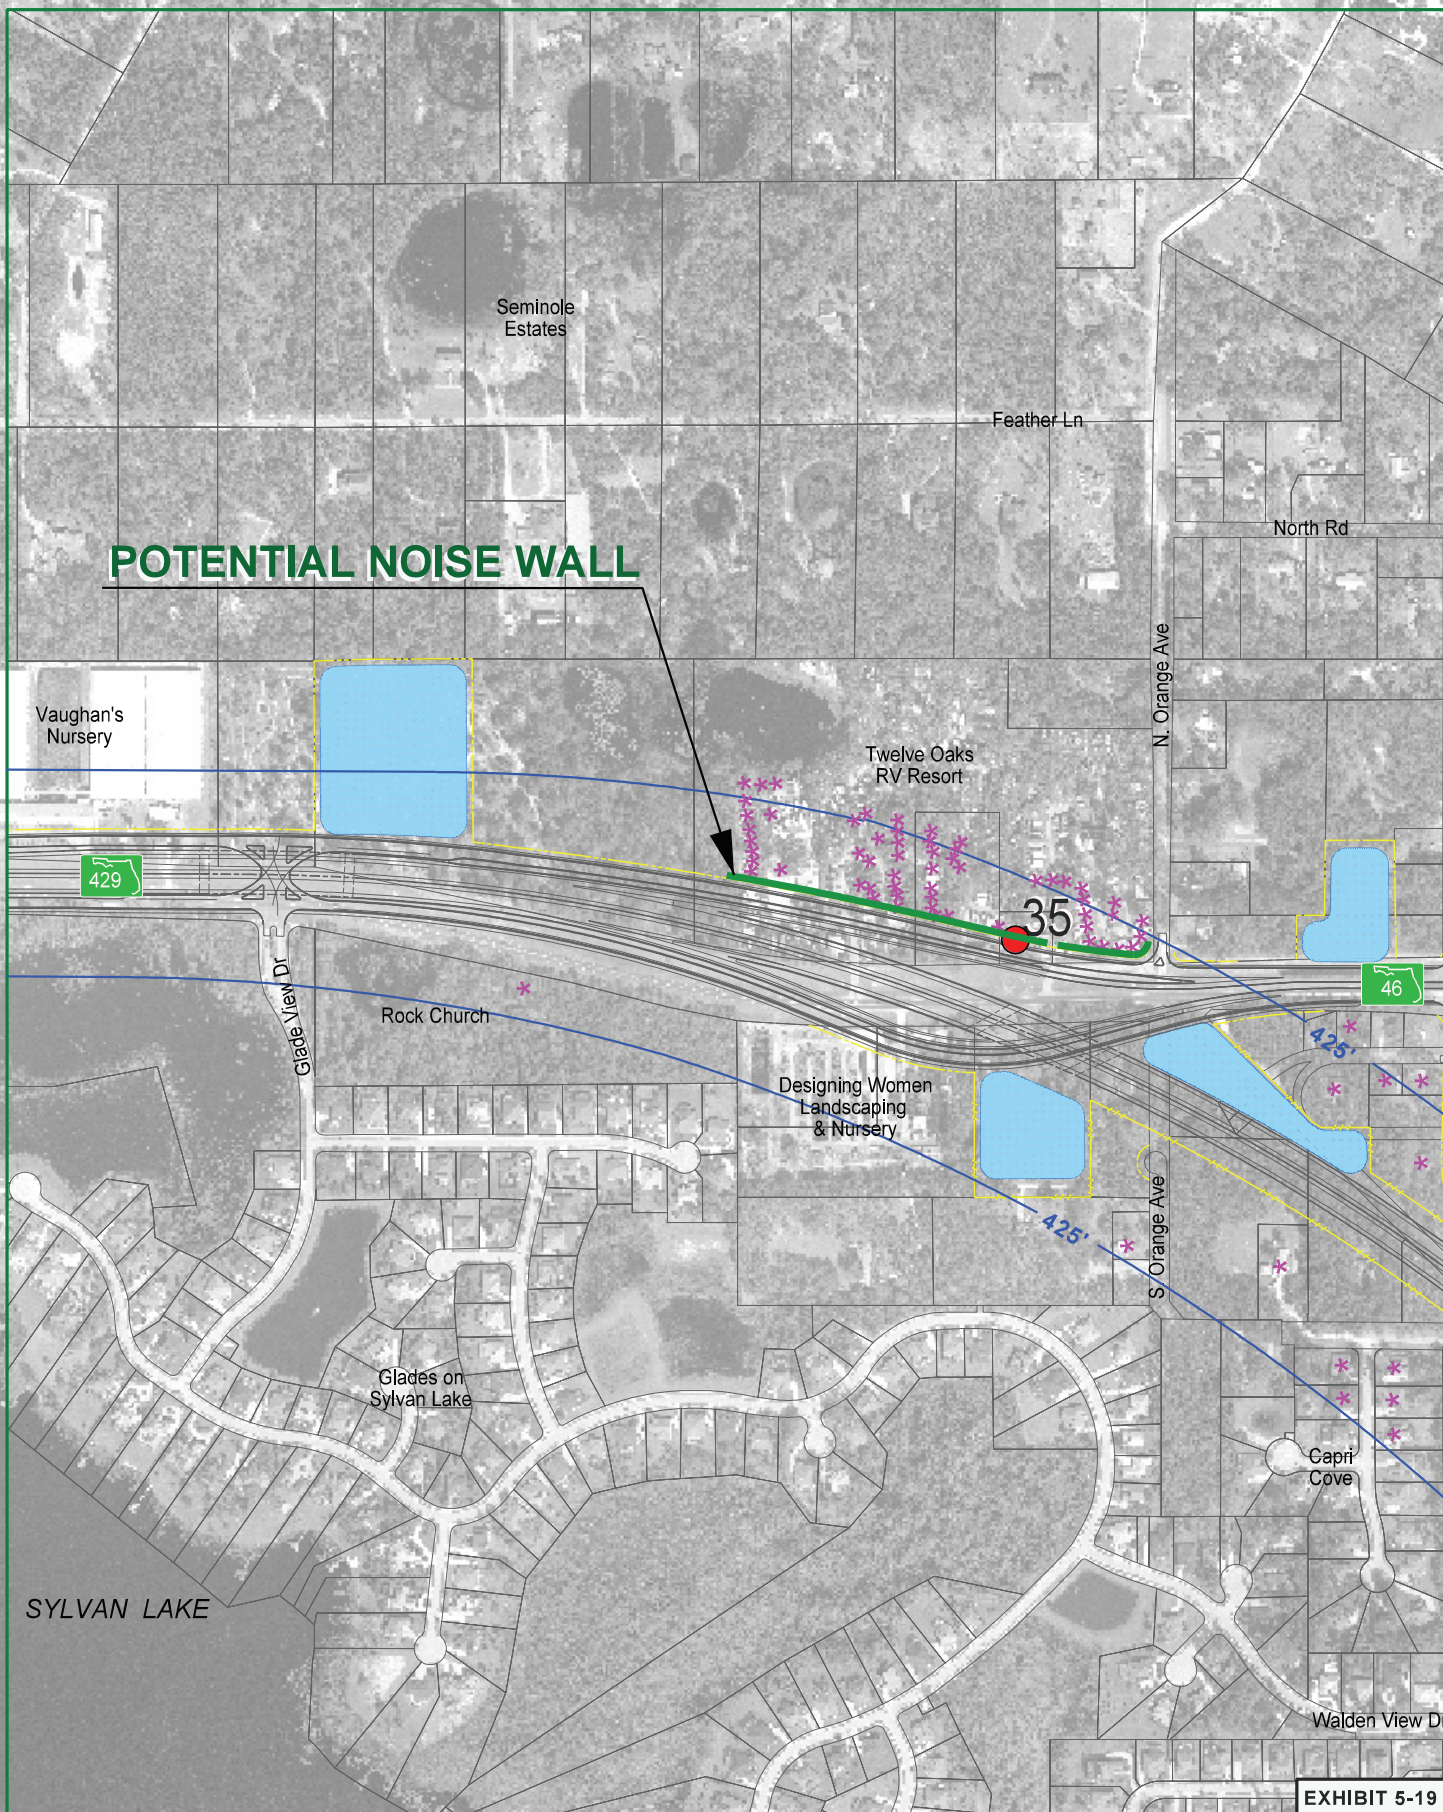 Seminole
Estates
Feather Ln
North Rd
POTENTIAL NOISE WALL
N. Orange Ave
Vaughan's
Nursery
Twelve Oaks
RV Resort
429
35
46
Glade View Dr
Rock Church
425'
Designing Women
Landscaping
& Nursery
S. Orange Ave
425'
Glades on
Sylvan Lake
Capri
Cove
SYLVAN LAKE
Walden View Dr
EXHIBIT 5-19